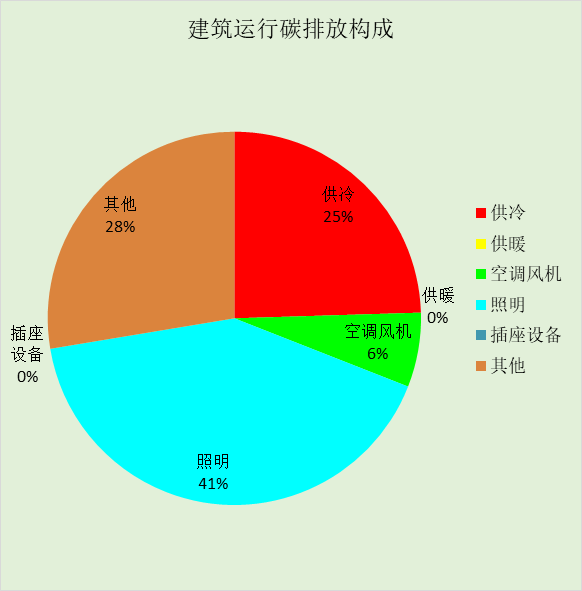 建筑运行碳排放构成
其他
28%
供冷
25%
供暖
0%
空调风机
6%
插座
设备
0%
照明
41%
供冷
供暖
空调风机
照明
插座设备
其他